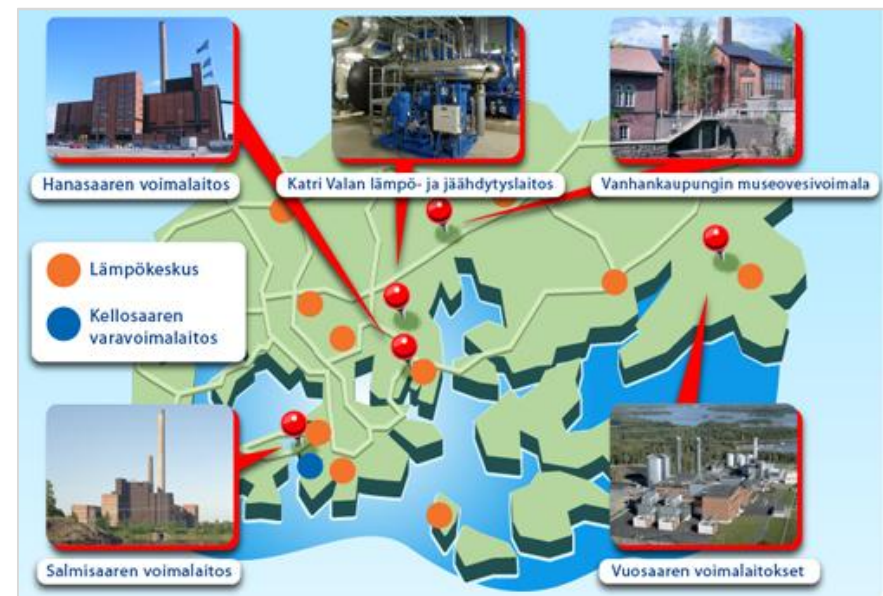 Hanasaaren voimalaitos
Katri Valan lämpö- ja jäähdytyslaitos
Vanhankaupungin museovesivoimala
Lämpökeskus
Kellosaaren
varavoimalaitos
Salmisaaren voimalaitos
Vuosaaren voimalaitokset